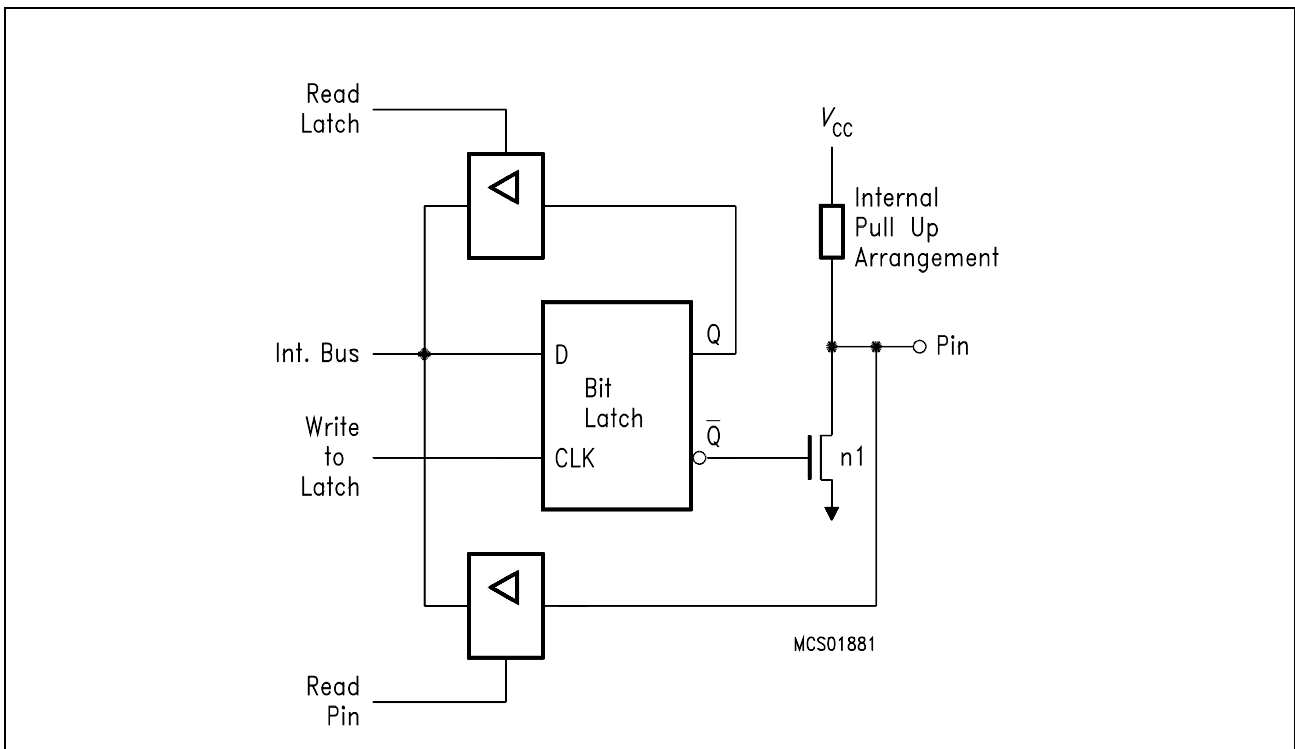 Read
Latch
V_CC
Internal
Pull Up
Arrangement
Q
Int. Bus
D
Pin
Bit
Latch
Write
to
Latch
Q̅
CLK
n1
MCS01881
Read
Pin